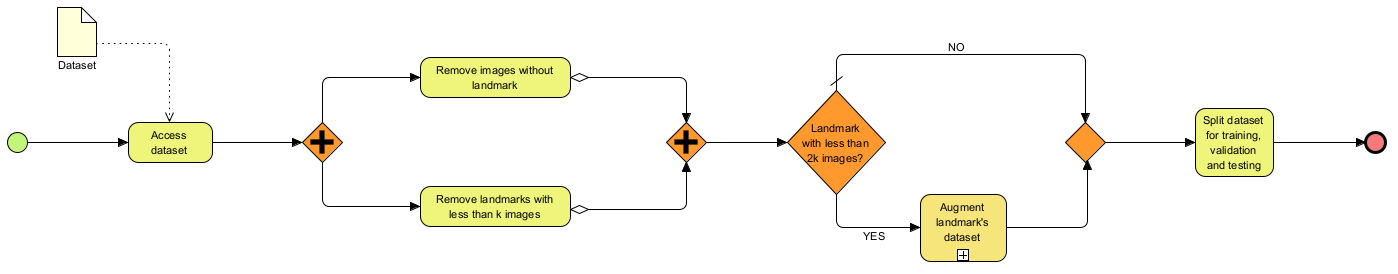 Dataset
Access
dataset
Remove images without
landmark
Remove landmarks with
less than k images
Landmark
with less than
2k images?
NO
YES
Augment
landmark's
dataset
Split dataset
for training,
validation
and testing